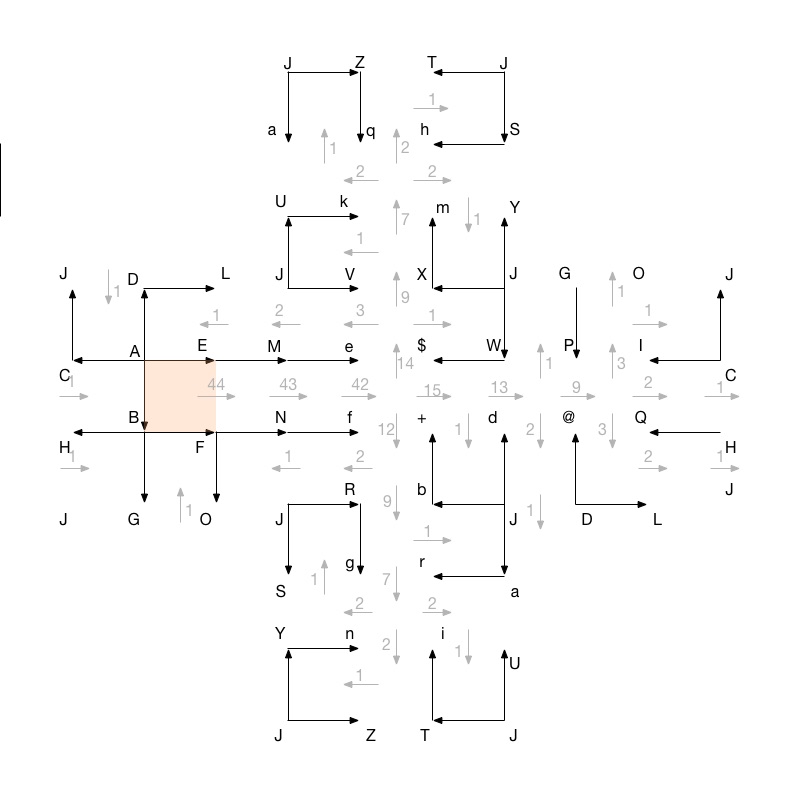 J Z T J
1
a q h S
1 2
2 2
U k m Y
7 1
1
J D L J V X J G O J
1 9 1
1 2 3 1 1
A E M e $ W P I
14 1 3
C 1 44 43 42 15 13 9 2 1 C
B N f + d @ Q
12 1 2 3
H F H
1 1 2 2 1
R b J
9 1
J G 1 O J J D L
1
g r
1 7
S a
2 2
Y n i
2 1
U
1
J Z T J